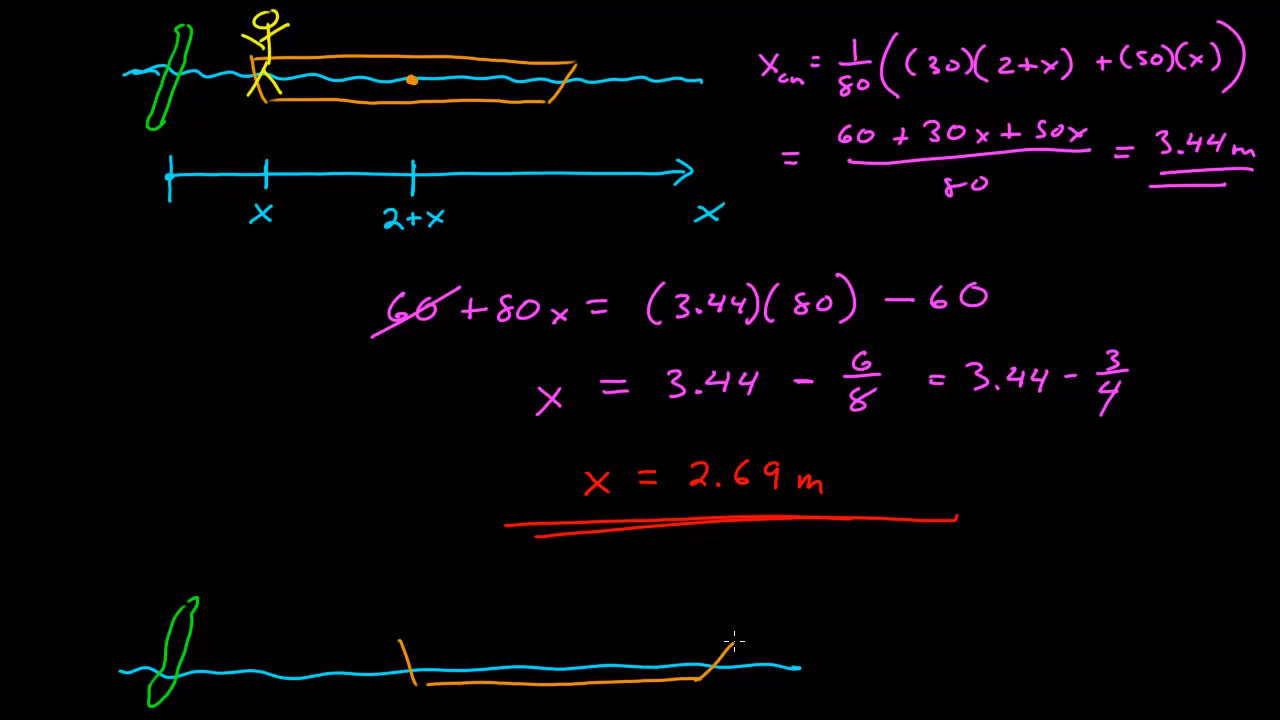 x_cm = 1/80 ((30)(2+x) + (50)(x))
= (60 + 30x + 50x)/80 = 3.44 m
x 2+x x
60 + 80x = (3.44)(80) - 60
x = 3.44 - 6/8 = 3.44 - 3/4
x = 2.69 m